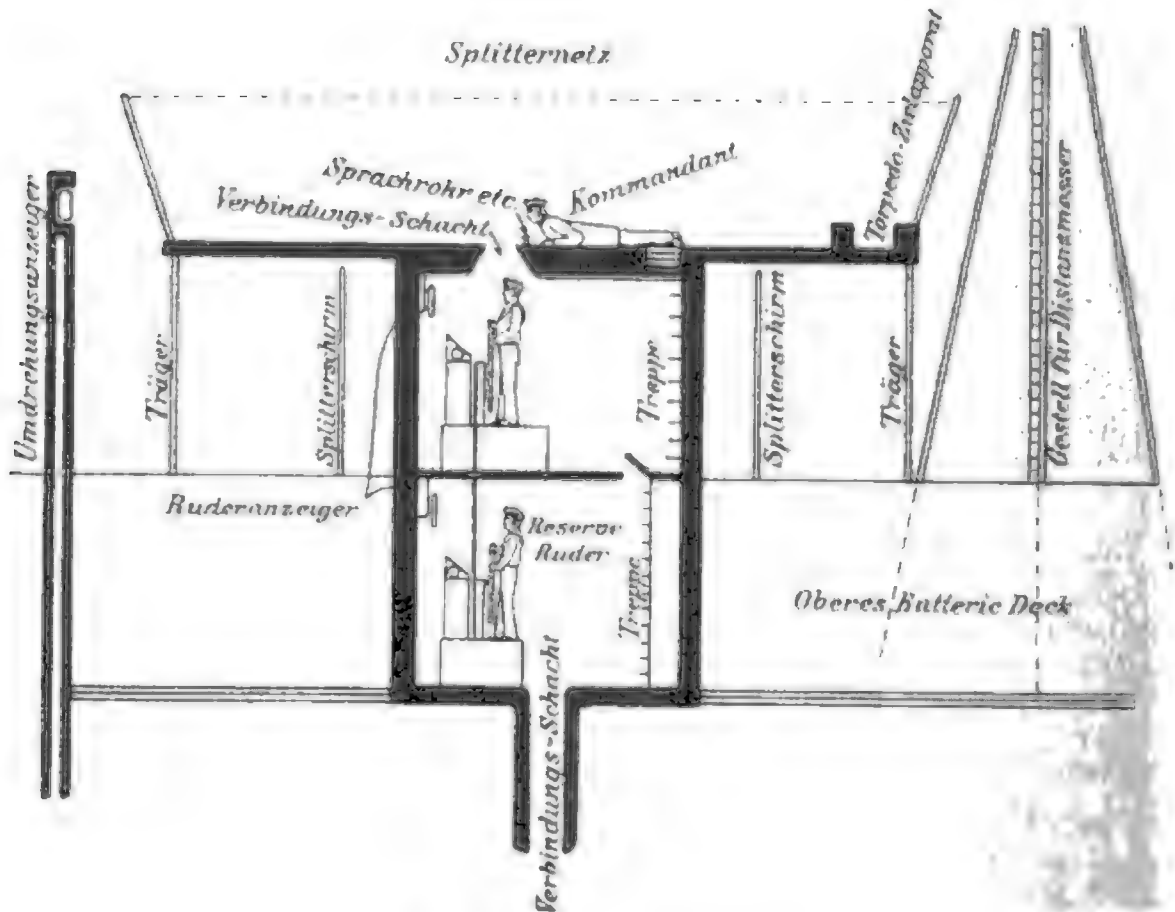 Splitternetz
Sprachrohr etc.
Verbindungs-Schacht
Kommandant
Torpedo-Zielapparat
Umdrehungsanzeiger
Träger
Splitterschirm
Treppe
Splitterschirm
Träger
Gestell für Distanzmesser
Ruderanzeiger
Reserve
Ruder
Treppe
Oberes Batterie Deck
Verbindungs-Schacht